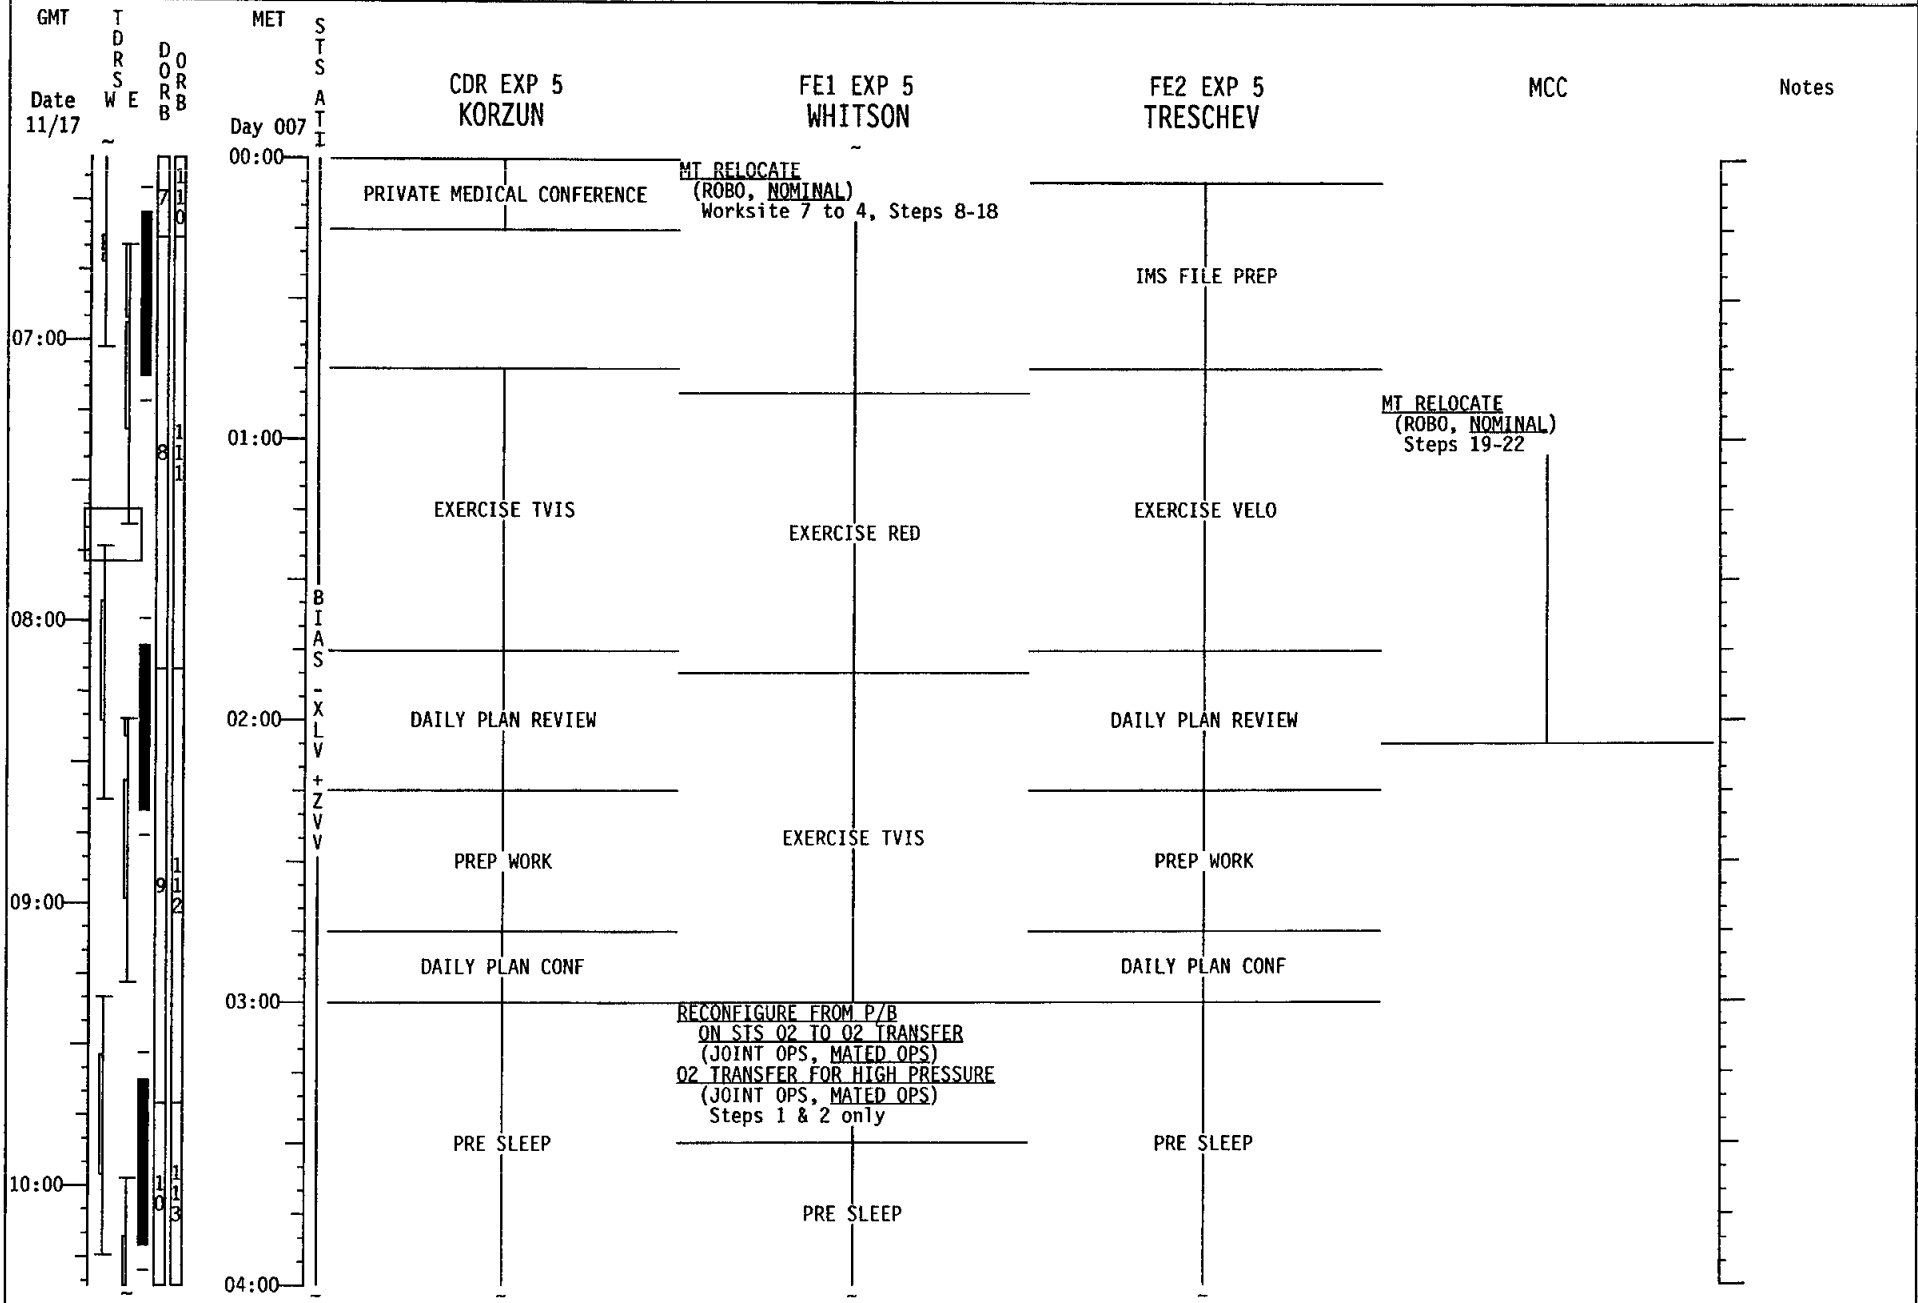 GMT
TDRS
W E
DORB
ORB
MET
STS ATT
Date
11/17
Day 007
CDR EXP 5
KORZUN
FE1 EXP 5
WHITSON
FE2 EXP 5
TRESCHEV
MCC
Notes
00:00
01:00
02:00
03:00
04:00
07:00
08:00
09:00
10:00
7
8
9
10
110
111
112
113
BIAS -XLV +ZVV
PRIVATE MEDICAL CONFERENCE
EXERCISE TVIS
DAILY PLAN REVIEW
PREP WORK
DAILY PLAN CONF
PRE SLEEP
MT RELOCATE
(ROBO, NOMINAL)
Worksite 7 to 4, Steps 8-18
EXERCISE RED
EXERCISE TVIS
RECONFIGURE FROM P/B
ON STS O2 TO O2 TRANSFER
(JOINT OPS, MATED OPS)
O2 TRANSFER FOR HIGH PRESSURE
(JOINT OPS, MATED OPS)
Steps 1 & 2 only
PRE SLEEP
IMS FILE PREP
EXERCISE VELO
DAILY PLAN REVIEW
PREP WORK
DAILY PLAN CONF
PRE SLEEP
MT RELOCATE
(ROBO, NOMINAL)
Steps 19-22